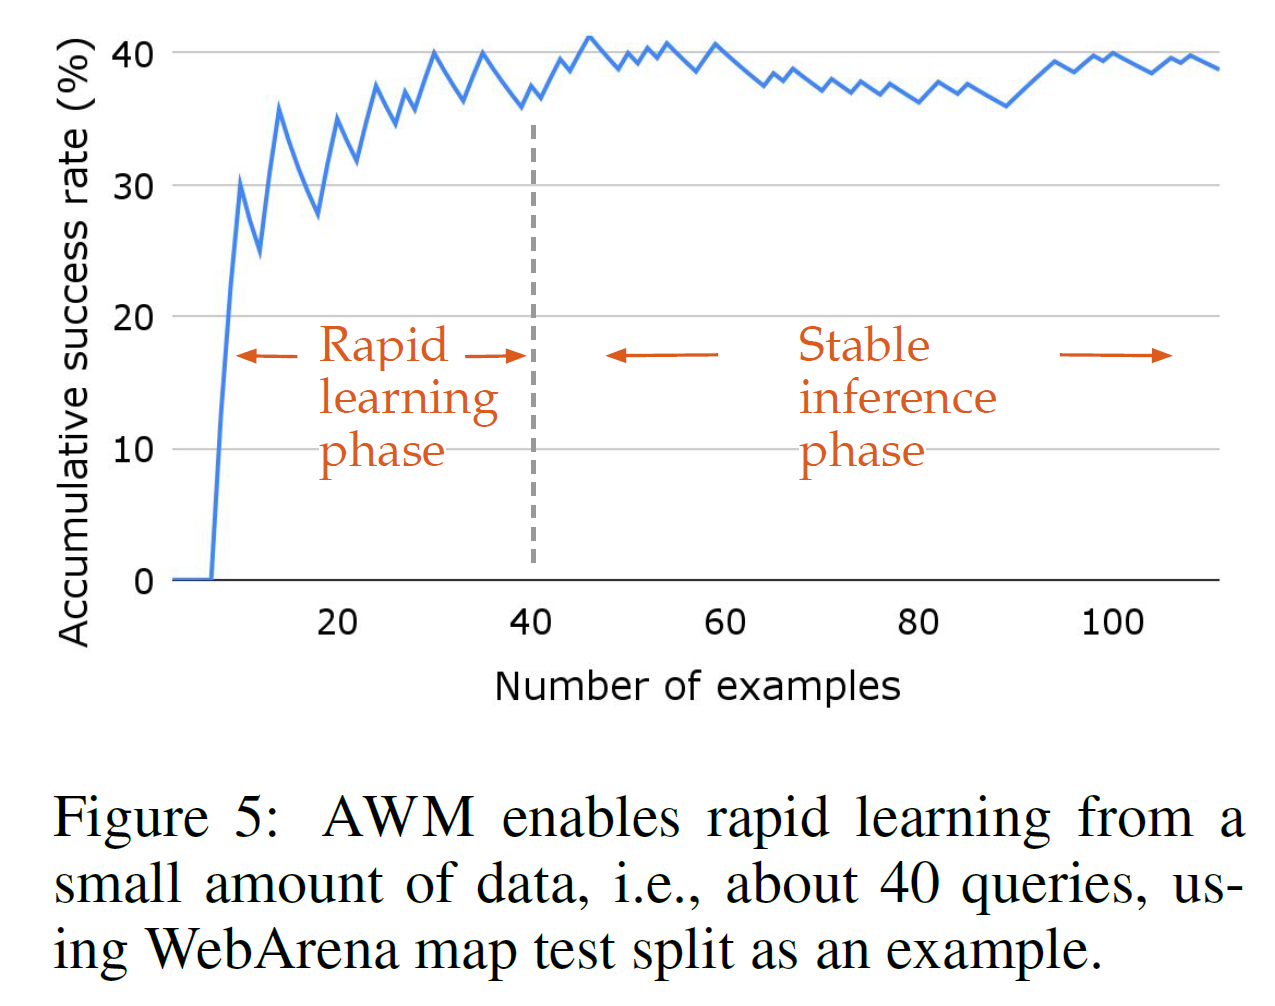 Accumulative success rate (%)
40
30
20
10
0
Rapid
learning
phase
Stable
inference
phase
20 40 60 80 100
Number of examples
Figure 5: AWM enables rapid learning from a
small amount of data, i.e., about 40 queries, us-
ing WebArena map test split as an example.